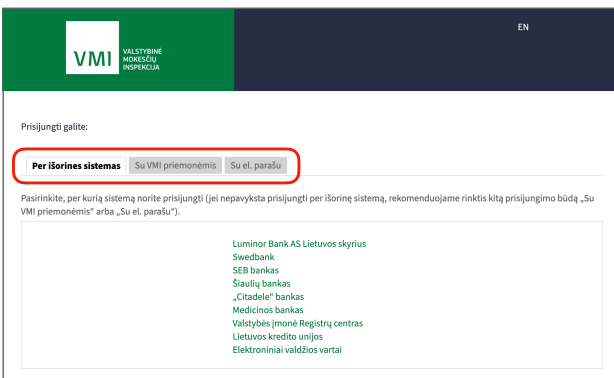 EN
VMI
VALSTYBINĖ
MOKESČIŲ
INSPEKCIJA
Prisijungti galite:
Per išorines sistemas Su VMI priemonėmis Su el. parašu
Pasirinkite, per kurią sistemą norite prisijungti (jei nepavyksta prisijungti per išorinę sistemą, rekomenduojame rinktis kitą prisijungimo būdą „Su
VMI priemonėmis“ arba „Su el. parašu“).
Luminor Bank AS Lietuvos skyrius
Swedbank
SEB bankas
Šiaulių bankas
„Citadele“ bankas
Medicinos bankas
Valstybės įmonė Registrų centras
Lietuvos kredito unijos
Elektroniniai valdžios vartai